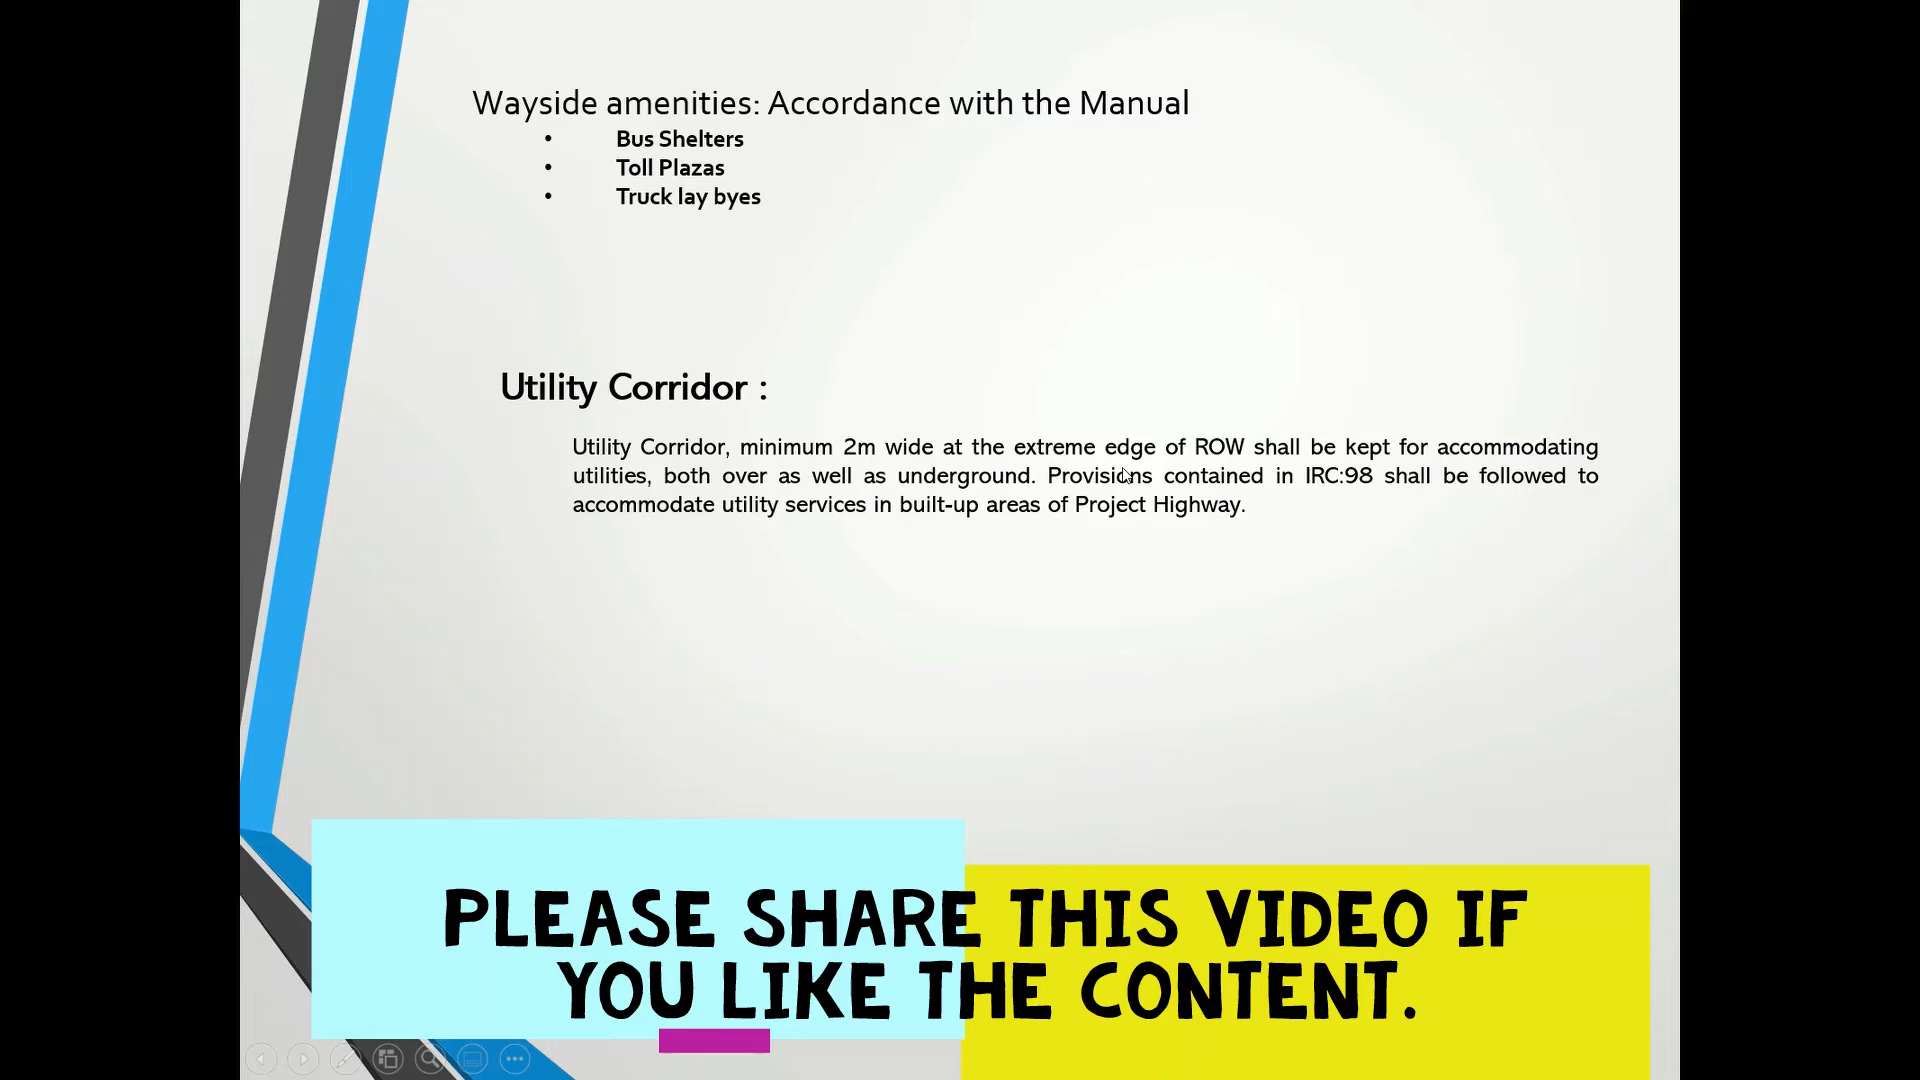 Wayside amenities: Accordance with the Manual
• Bus Shelters
• Toll Plazas
• Truck lay byes
Utility Corridor :
Utility Corridor, minimum 2m wide at the extreme edge of ROW shall be kept for accommodating
utilities, both over as well as underground. Provisions contained in IRC:98 shall be followed to
accommodate utility services in built-up areas of Project Highway.
PLEASE SHARE THIS VIDEO IF
YOU LIKE THE CONTENT.